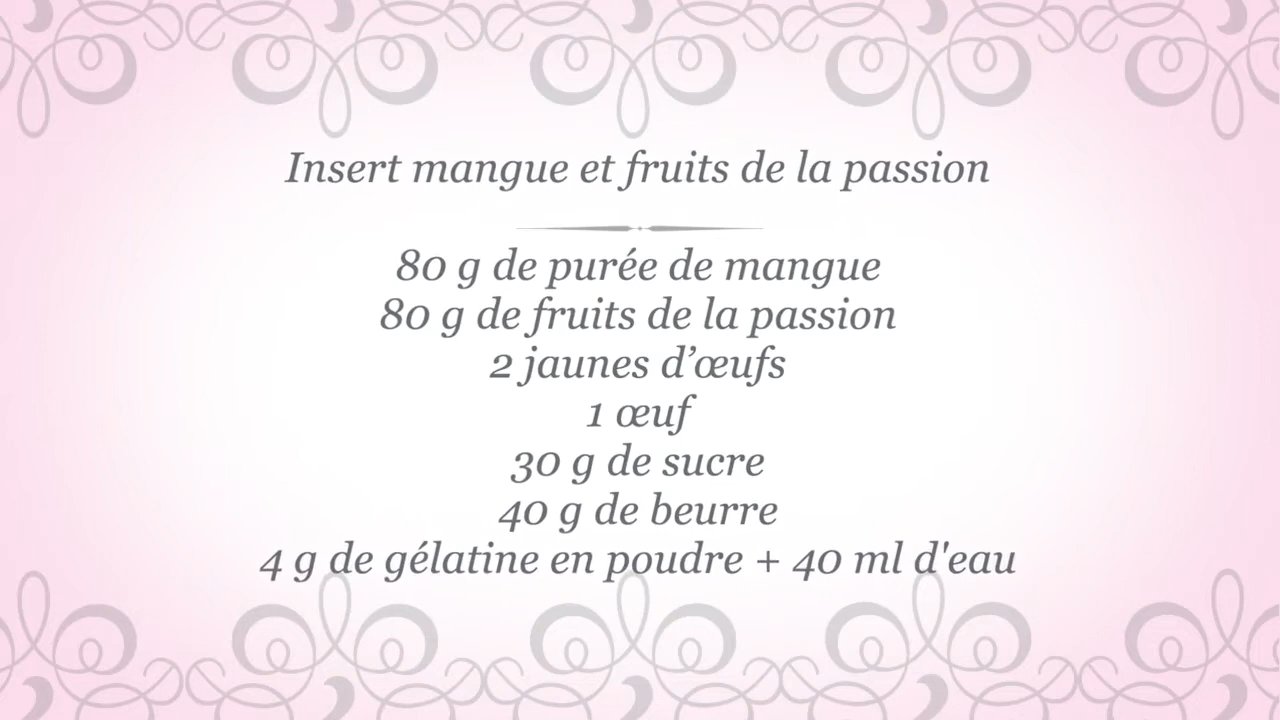 Insert mangue et fruits de la passion
80 g de purée de mangue
80 g de fruits de la passion
2 jaunes d’œufs
1 œuf
30 g de sucre
40 g de beurre
4 g de gélatine en poudre + 40 ml d'eau